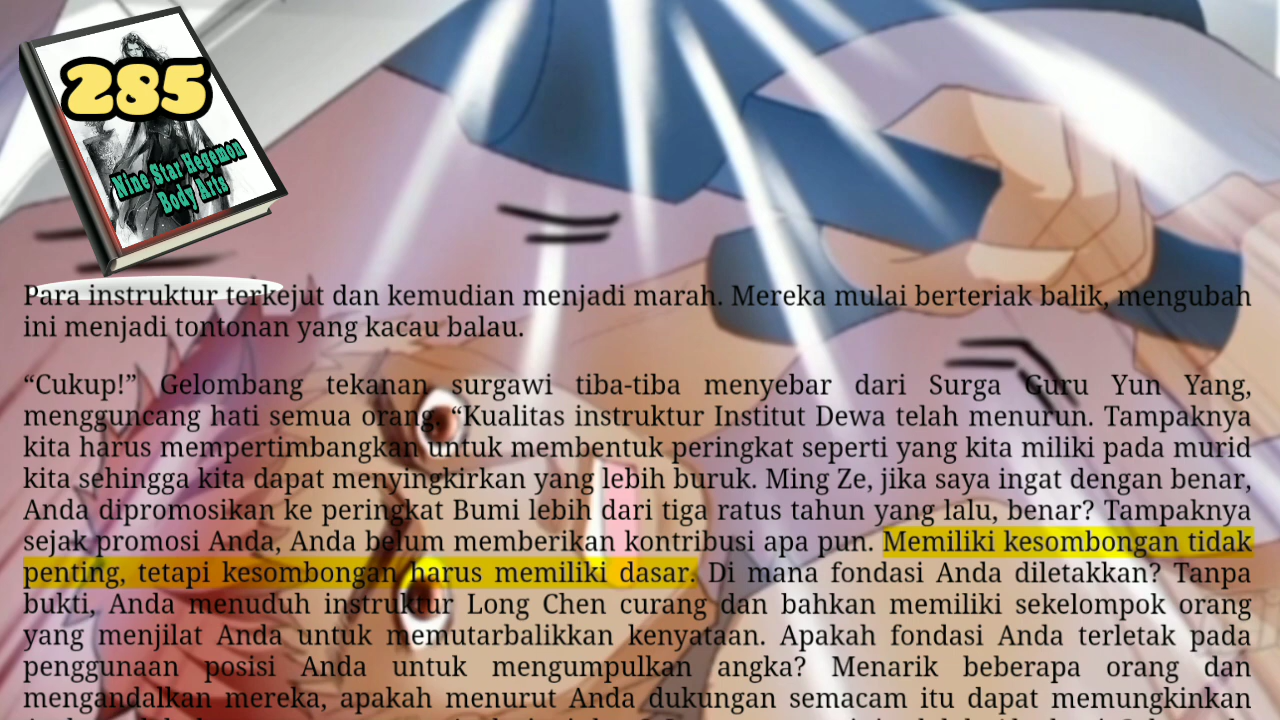 285
Nine Star Hegemon
Body Arts
Para instruktur terkejut dan kemudian menjadi marah. Mereka mulai berteriak balik, mengubah
ini menjadi tontonan yang kacau balau.
“Cukup!” Gelombang tekanan surgawi tiba-tiba menyebar dari Surga Guru Yun Yang,
mengguncang hati semua orang. “Kualitas instruktur Institut Dewa telah menurun. Tampaknya
kita harus mempertimbangkan untuk membentuk peringkat seperti yang kita miliki pada murid
kita sehingga kita dapat menyingkirkan yang lebih buruk. Ming Ze, jika saya ingat dengan benar,
Anda dipromosikan ke peringkat Bumi lebih dari tiga ratus tahun yang lalu, benar? Tampaknya
sejak promosi Anda, Anda belum memberikan kontribusi apa pun. Memiliki kesombongan tidak
penting, tetapi kesombongan harus memiliki dasar. Di mana fondasi Anda diletakkan? Tanpa
bukti, Anda menuduh instruktur Long Chen curang dan bahkan memiliki sekelompok orang
yang menjilat Anda untuk memutarbalikkan kenyataan. Apakah fondasi Anda terletak pada
penggunaan posisi Anda untuk mengumpulkan angka? Menarik beberapa orang dan
mengandalkan mereka, apakah menurut Anda dukungan semacam itu dapat memungkinkan